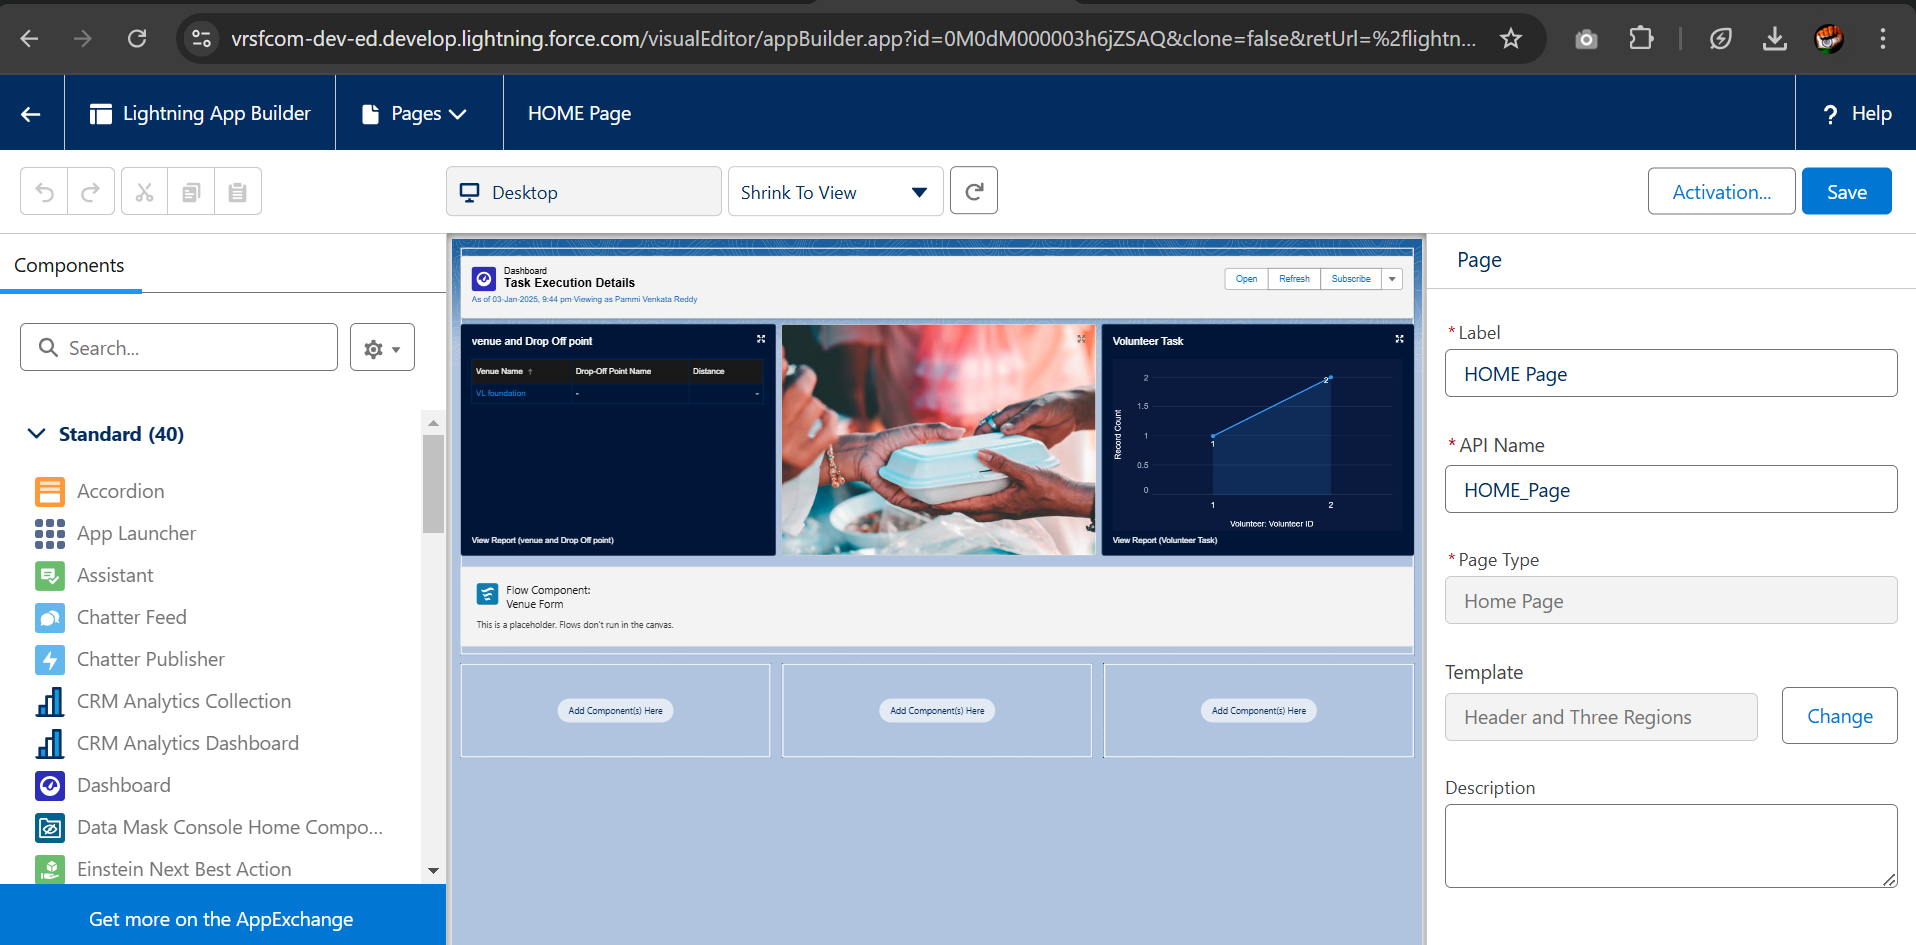 vrsfcom-dev-ed.develop.lightning.force.com/visualEditor/appBuilder.app?id=0M0dM000003h6jZSAQ&clone=false&retUrl=%2flightn...
Lightning App Builder
Pages
HOME Page
? Help
Desktop
Shrink To View
Activation...
Save
Components
Search...
Standard (40)
Accordion
App Launcher
Assistant
Chatter Feed
Chatter Publisher
CRM Analytics Collection
CRM Analytics Dashboard
Dashboard
Data Mask Console Home Compo...
Einstein Next Best Action
Get more on the AppExchange
Dashboard
Task Execution Details
As of 03-Jan-2025, 9:44 pm·Viewing as Pammi Venkata Reddy
Open
Refresh
Subscribe
venue and Drop Off point
Venue Name ↑
Drop-Off Point Name
Distance
VL foundation
-
-
View Report (venue and Drop Off point)
Volunteer Task
Record Count
2
1.5
1
0.5
0
1
2
1
2
Volunteer: Volunteer ID
View Report (Volunteer Task)
Flow Component:
Venue Form
This is a placeholder. Flows don't run in the canvas.
Add Component(s) Here
Add Component(s) Here
Add Component(s) Here
Page
*Label
HOME Page
*API Name
HOME_Page
*Page Type
Home Page
Template
Header and Three Regions
Change
Description